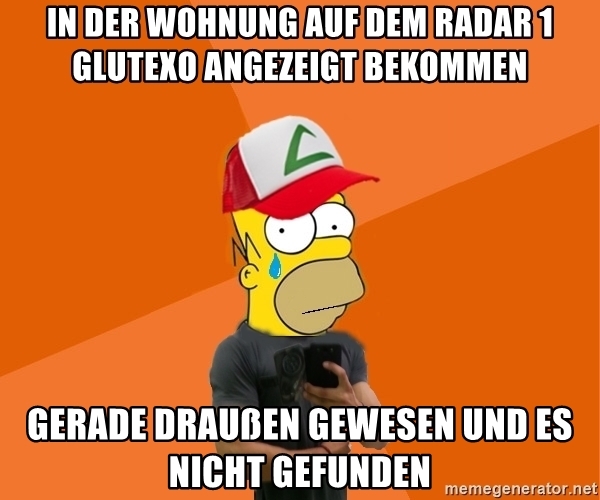 IN DER WOHNUNG AUF DEM RADAR 1
GLUTEXO ANGEZEIGT BEKOMMEN
GERADE DRAUßEN GEWESEN UND ES
NICHT GEFUNDEN
memegenerator.net